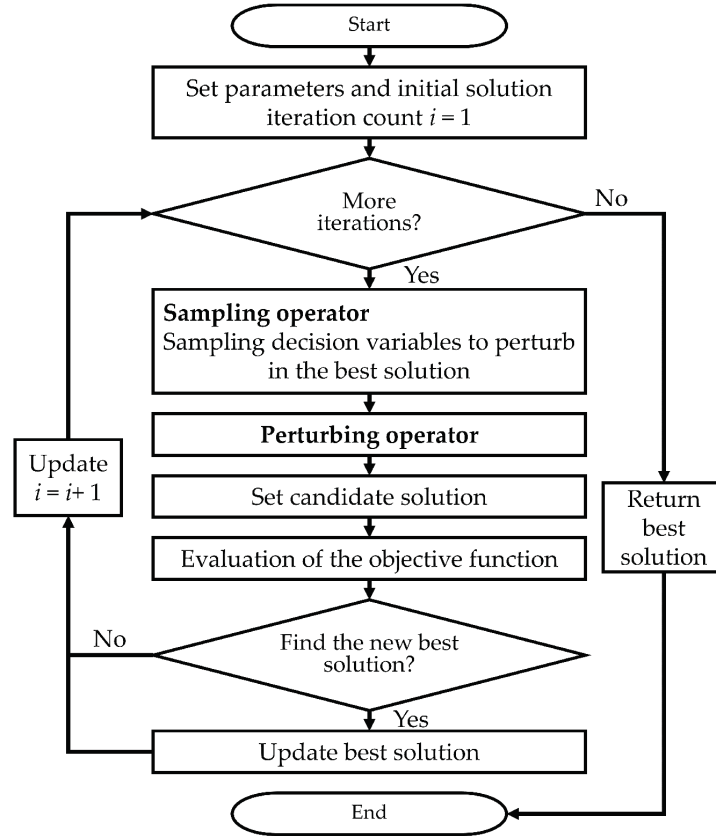 Start
Set parameters and initial solution
iteration count i = 1
More
iterations?
No
Yes
Sampling operator
Sampling decision variables to perturb
in the best solution
Perturbing operator
Update
i = i+ 1
Set candidate solution
Return
best
solution
Evaluation of the objective function
No
Find the new best
solution?
Yes
Update best solution
End